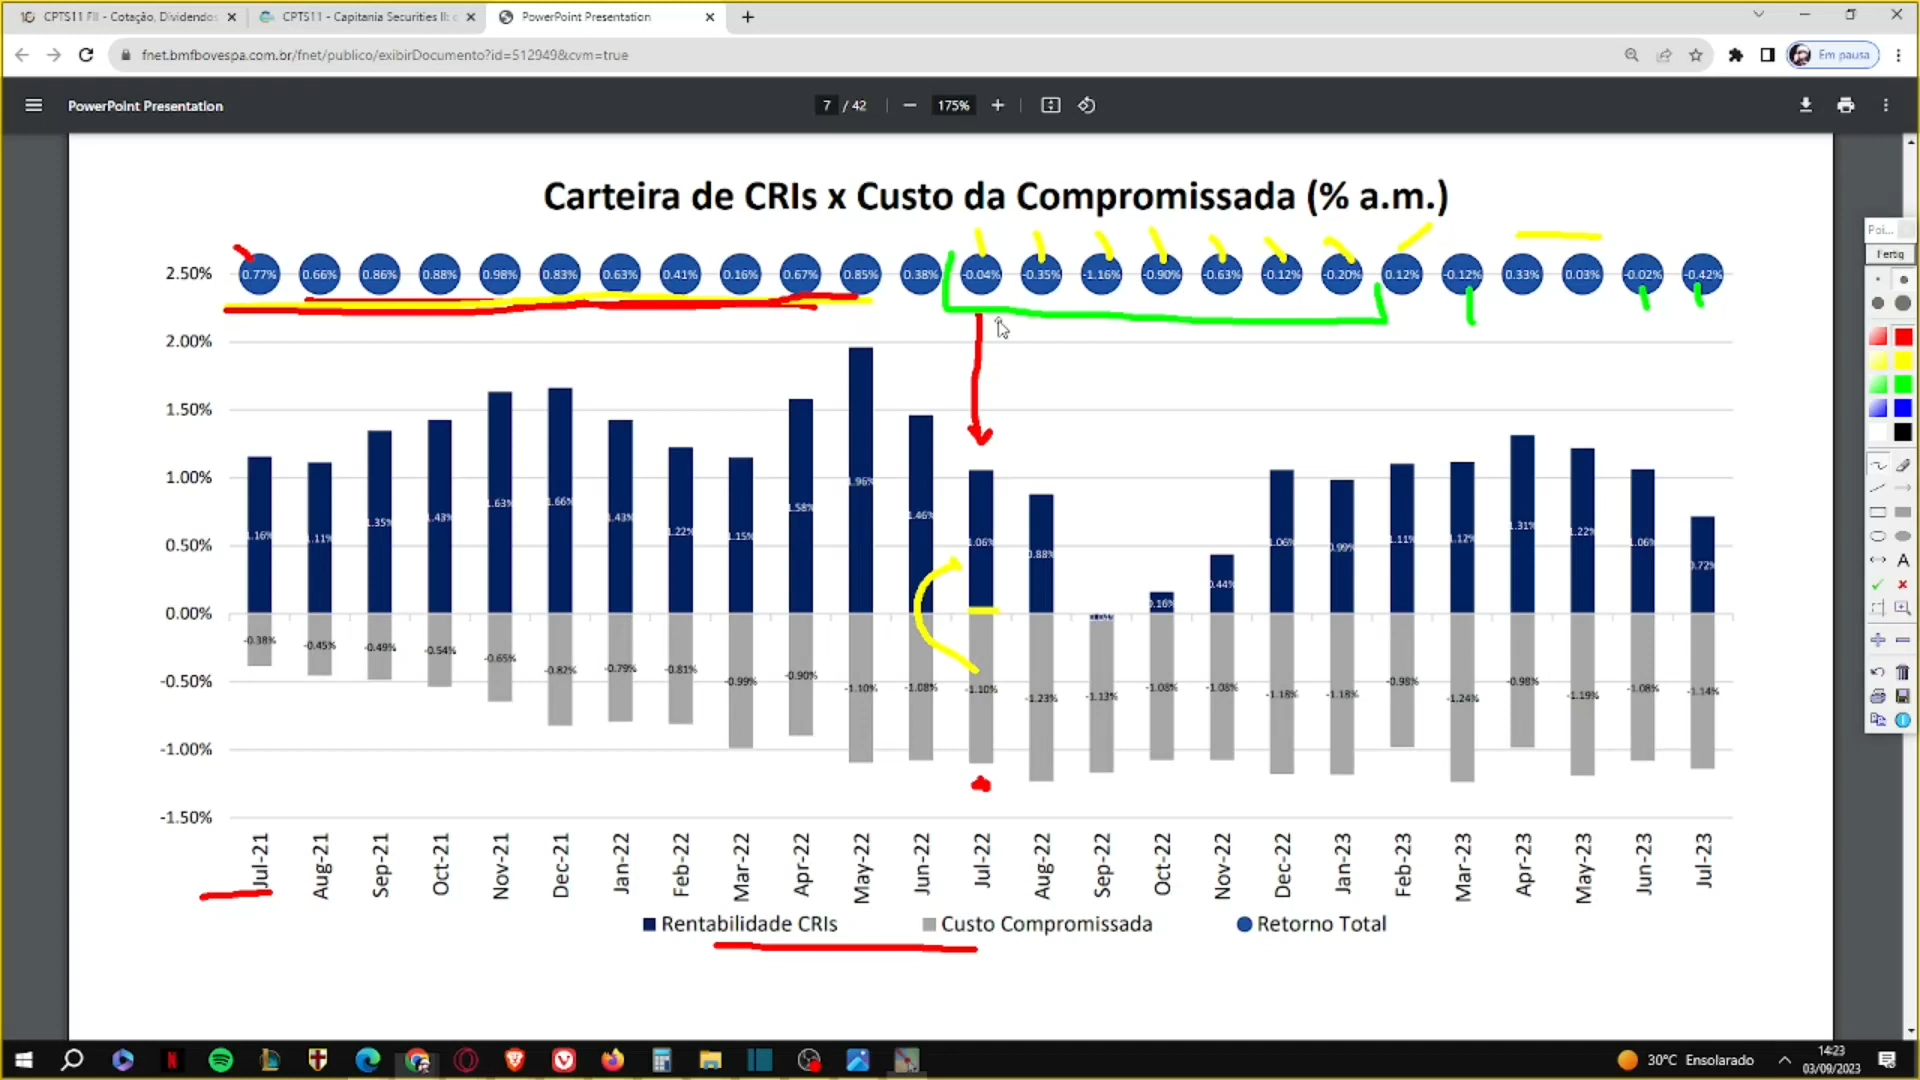 CPTS11 FII - Cotação, Dividendos
CPTS11 - Capitania Securities II: c
PowerPoint Presentation
fnet.bmfbovespa.com.br/fnet/publico/exibirDocumento?id=512949&cvm=true
Em pausa
PowerPoint Presentation
7 / 42
175%
Carteira de CRIs x Custo da Compromissada (% a.m.)
Poi...
Fertig
2.50%
0.77% 0.66% 0.86% 0.88% 0.98% 0.83% 0.63% 0.41% 0.16% 0.67% 0.85% 0.38% -0.04% -0.35% -1.16% -0.90% -0.63% -0.12% -0.20% 0.12% -0.12% 0.33% 0.03% -0.02% -0.42%
2.00%
1.50%
1.00%
0.50%
1.16% 1.11% 1.35% 1.43% 1.63% 1.66% 1.43% 1.22% 1.15% 1.58% 1.96% 1.46% 1.06% 0.88% 0.16% 0.44% 1.06% 0.99% 1.11% 1.12% 1.31% 1.22% 1.06% 0.72%
0.00%
-0.38% -0.45% -0.49% -0.54% -0.65% -0.82% -0.79% -0.81% -0.99% -0.90% -1.10% -1.08% -1.10% -1.23% -1.13% -1.08% -1.08% -1.18% -1.18% -0.98% -1.24% -0.98% -1.19% -1.08% -1.14%
-0.50%
-1.00%
-1.50%
Jul-21 Aug-21 Sep-21 Oct-21 Nov-21 Dec-21 Jan-22 Feb-22 Mar-22 Apr-22 May-22 Jun-22 Jul-22 Aug-22 Sep-22 Oct-22 Nov-22 Dec-22 Jan-23 Feb-23 Mar-23 Apr-23 May-23 Jun-23 Jul-23
Rentabilidade CRIs Custo Compromissada Retorno Total
30°C Ensolarado
14:23
03/09/2023